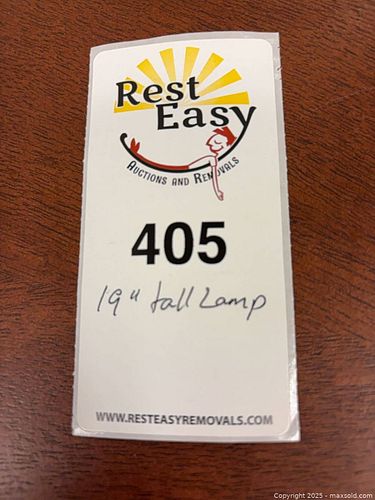 Rest
Easy
Auctions and Removals
405
19" tall Lamp
www.resteasyremovals.com
Copyright 2025 - maxsold.com